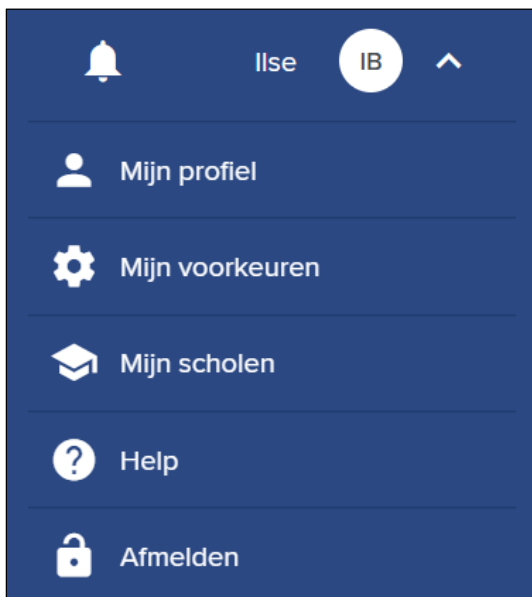 Ilse IB
Mijn profiel
Mijn voorkeuren
Mijn scholen
Help
Afmelden